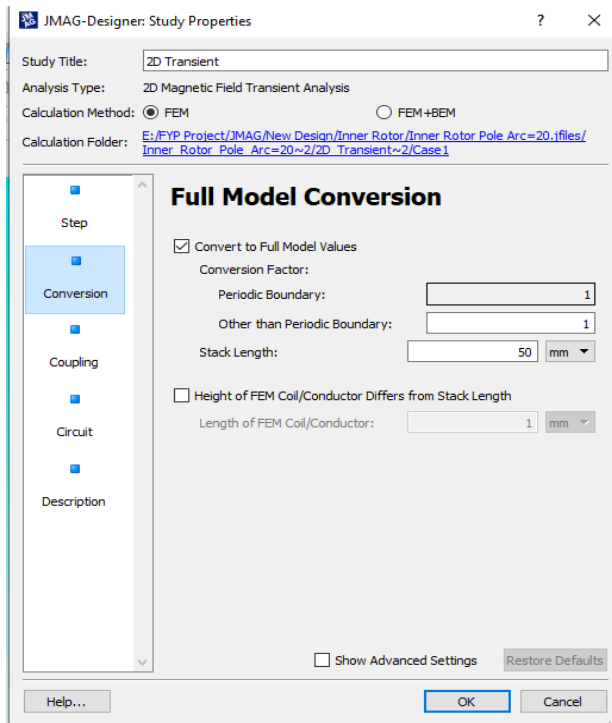 JMAG-Designer: Study Properties
?
Study Title: 2D Transient
Analysis Type: 2D Magnetic Field Transient Analysis
Calculation Method: FEM FEM+BEM
Calculation Folder: E:/FYP Project/JMAG/New Design/Inner Rotor/Inner Rotor Pole Arc=20.jfiles/
Inner_Rotor_Pole_Arc=20~2/2D_Transient~2/Case1
Step
Conversion
Coupling
Circuit
Description
Full Model Conversion
Convert to Full Model Values
Conversion Factor:
Periodic Boundary: 1
Other than Periodic Boundary: 1
Stack Length: 50 mm
Height of FEM Coil/Conductor Differs from Stack Length
Length of FEM Coil/Conductor: 1 mm
Show Advanced Settings Restore Defaults
Help... OK Cancel